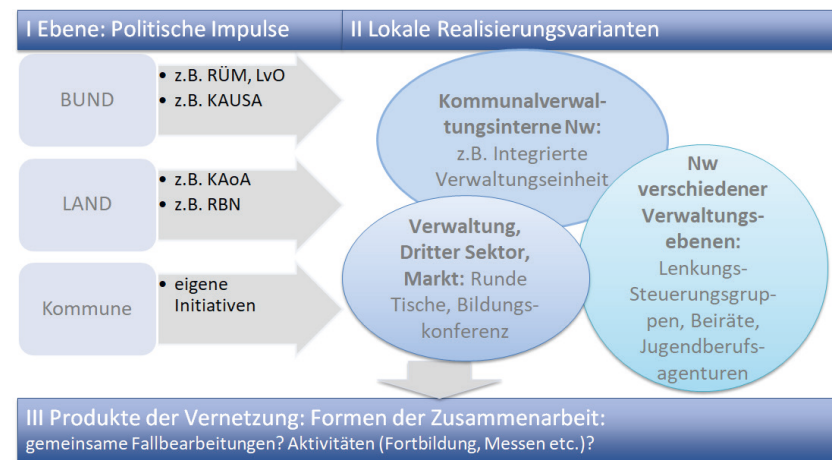 I Ebene: Politische Impulse
II Lokale Realisierungsvarianten
BUND
• z.B. RÜM, LvO
• z.B. KAUSA
LAND
• z.B. KAoA
• z.B. RBN
Kommune
• eigene
Initiativen
Kommunalverwal-
tungsinterne Nw:
z.B. Integrierte
Verwaltungseinheit
Verwaltung,
Dritter Sektor,
Markt: Runde
Tische, Bildungs-
konferenz
Nw
verschiedener
Verwaltungs-
ebenen:
Lenkungs-
Steuerungsgrup-
pen, Beiräte,
Jugendberufs-
agenturen
III Produkte der Vernetzung: Formen der Zusammenarbeit:
gemeinsame Fallbearbeitungen? Aktivitäten (Fortbildung, Messen etc.)?